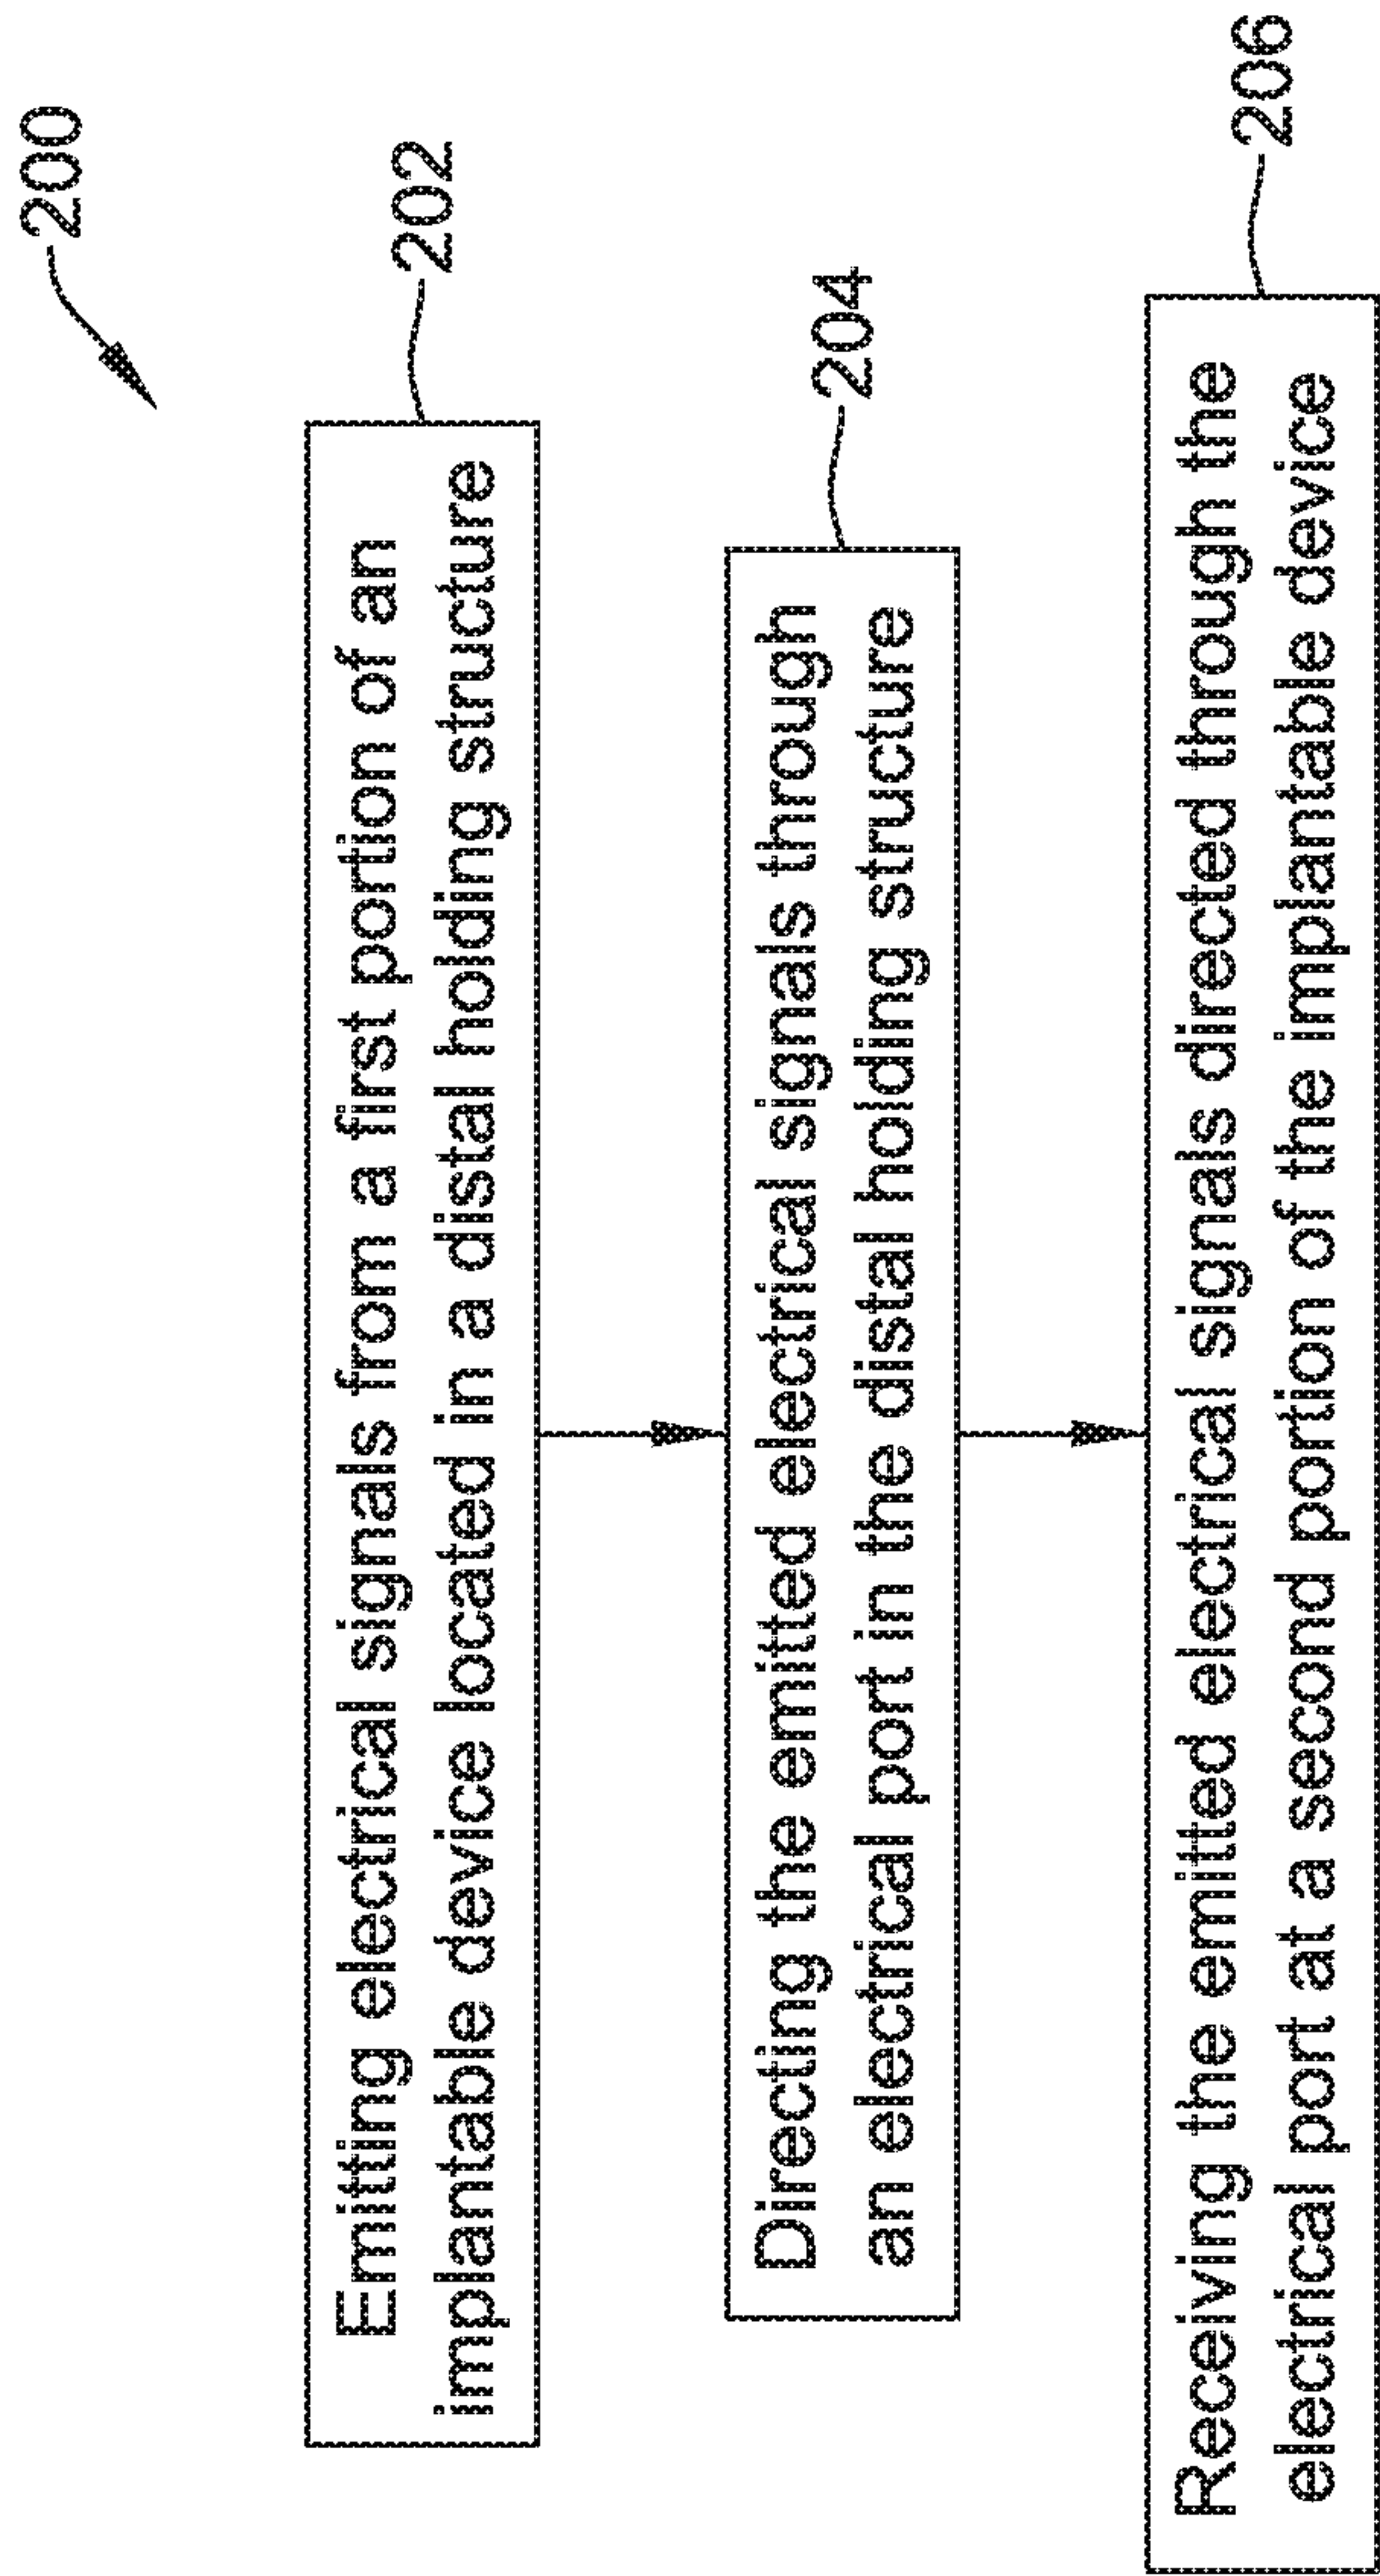 200
Emitting electrical signals from a first portion of an
implantable device located in a distal holding structure
202
Directing the emitted electrical signals through
an electrical port in the distal holding structure
204
Receiving the emitted electrical signals directed through the
electrical port at a second portion of the implantable device
206